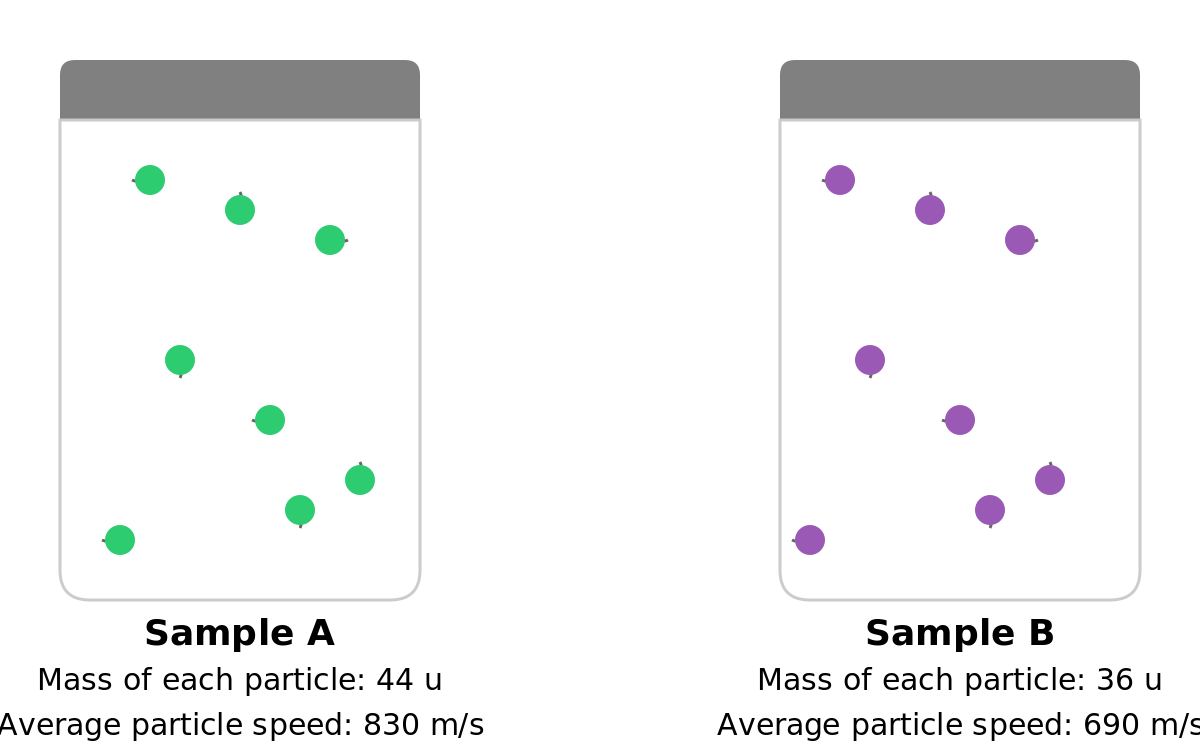 Sample A
Mass of each particle: 44 u
Average particle speed: 830 m/s
Sample B
Mass of each particle: 36 u
Average particle speed: 690 m/s